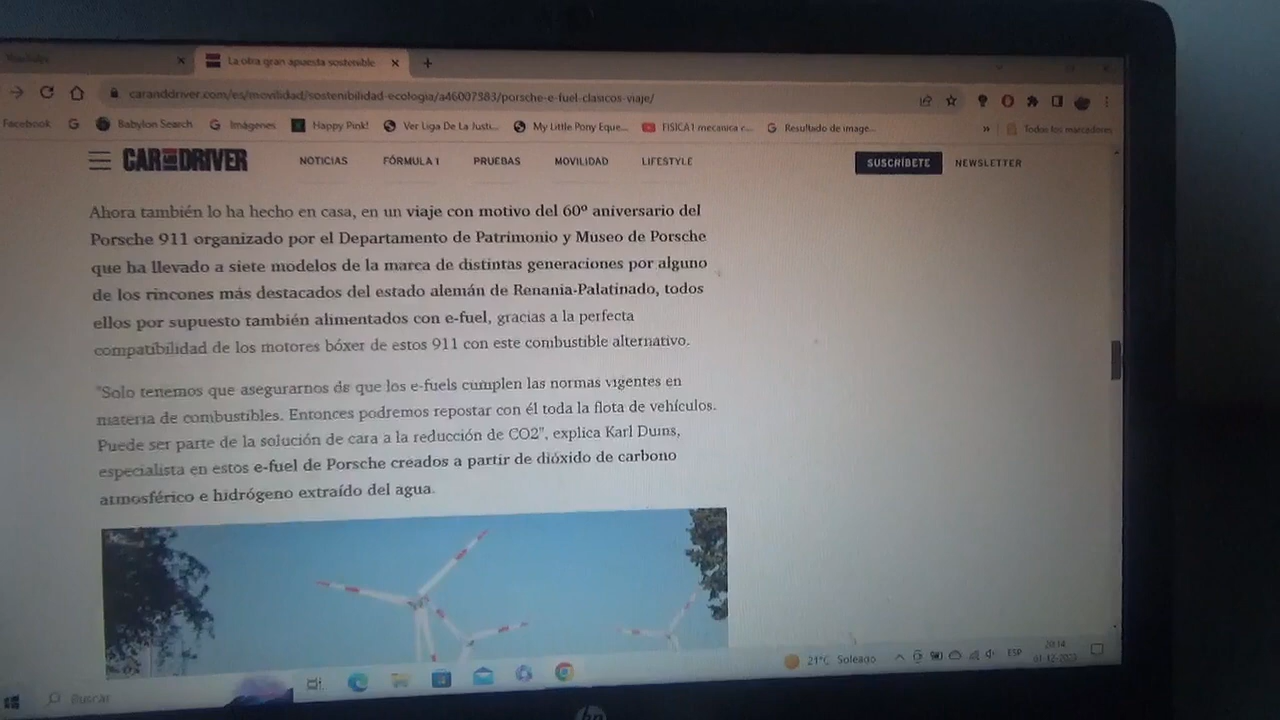 La otra gran apuesta sostenible
caranddriver.com/es/movilidad/sostenibilidad-ecologia/a46007383/porsche-e-fuel-clasicos-viaje/
Facebook Babylon Search Imágenes Happy Pink! Ver Liga De La Justi... My Little Pony Eque... FISICA1 mecanica c... Resultado de image... » Todos los marcadores
CAR AND DRIVER NOTICIAS FÓRMULA 1 PRUEBAS MOVILIDAD LIFESTYLE SUSCRÍBETE NEWSLETTER
Ahora también lo ha hecho en casa, en un viaje con motivo del 60º aniversario del
Porsche 911 organizado por el Departamento de Patrimonio y Museo de Porsche
que ha llevado a siete modelos de la marca de distintas generaciones por alguno
de los rincones más destacados del estado alemán de Renania-Palatinado, todos
ellos por supuesto también alimentados con e-fuel, gracias a la perfecta
compatibilidad de los motores bóxer de estos 911 con este combustible alternativo.
"Solo tenemos que asegurarnos de que los e-fuels cumplen las normas vigentes en
materia de combustibles. Entonces podremos repostar con él toda la flota de vehículos.
Puede ser parte de la solución de cara a la reducción de CO2", explica Karl Dums,
especialista en estos e-fuel de Porsche creados a partir de dióxido de carbono
atmosférico e hidrógeno extraído del agua.
21°C Soleado ESP 20:14
Buscar
hp